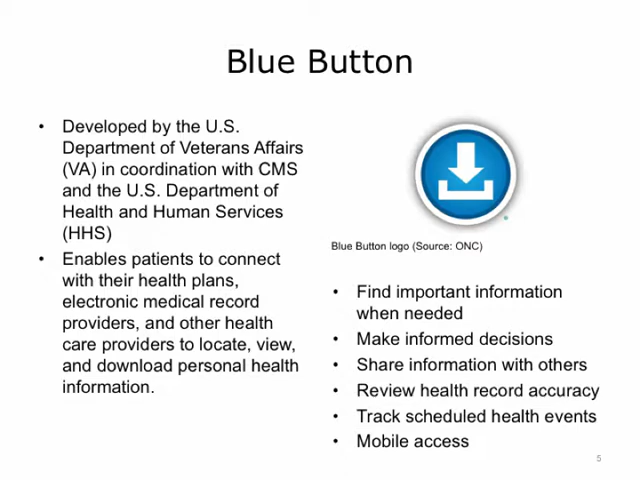 Blue Button
• Developed by the U.S.
Department of Veterans Affairs
(VA) in coordination with CMS
and the U.S. Department of
Health and Human Services
(HHS)
• Enables patients to connect
with their health plans,
electronic medical record
providers, and other health
care providers to locate, view,
and download personal health
information.
Blue Button logo (Source: ONC)
• Find important information
when needed
• Make informed decisions
• Share information with others
• Review health record accuracy
• Track scheduled health events
• Mobile access
5